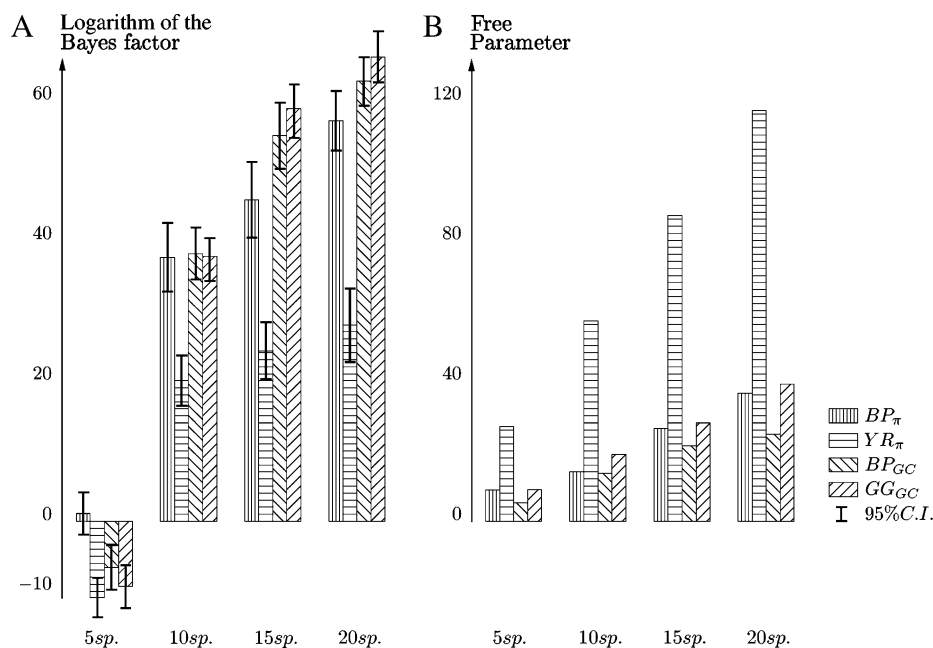 A
Logarithm of the
Bayes factor
60
40
20
0
−10
5sp.
10sp.
15sp.
20sp.
B
Free
Parameter
120
80
40
0
5sp.
10sp.
15sp.
20sp.
BPπ
YRπ
BPGC
GGGC
95%C.I.